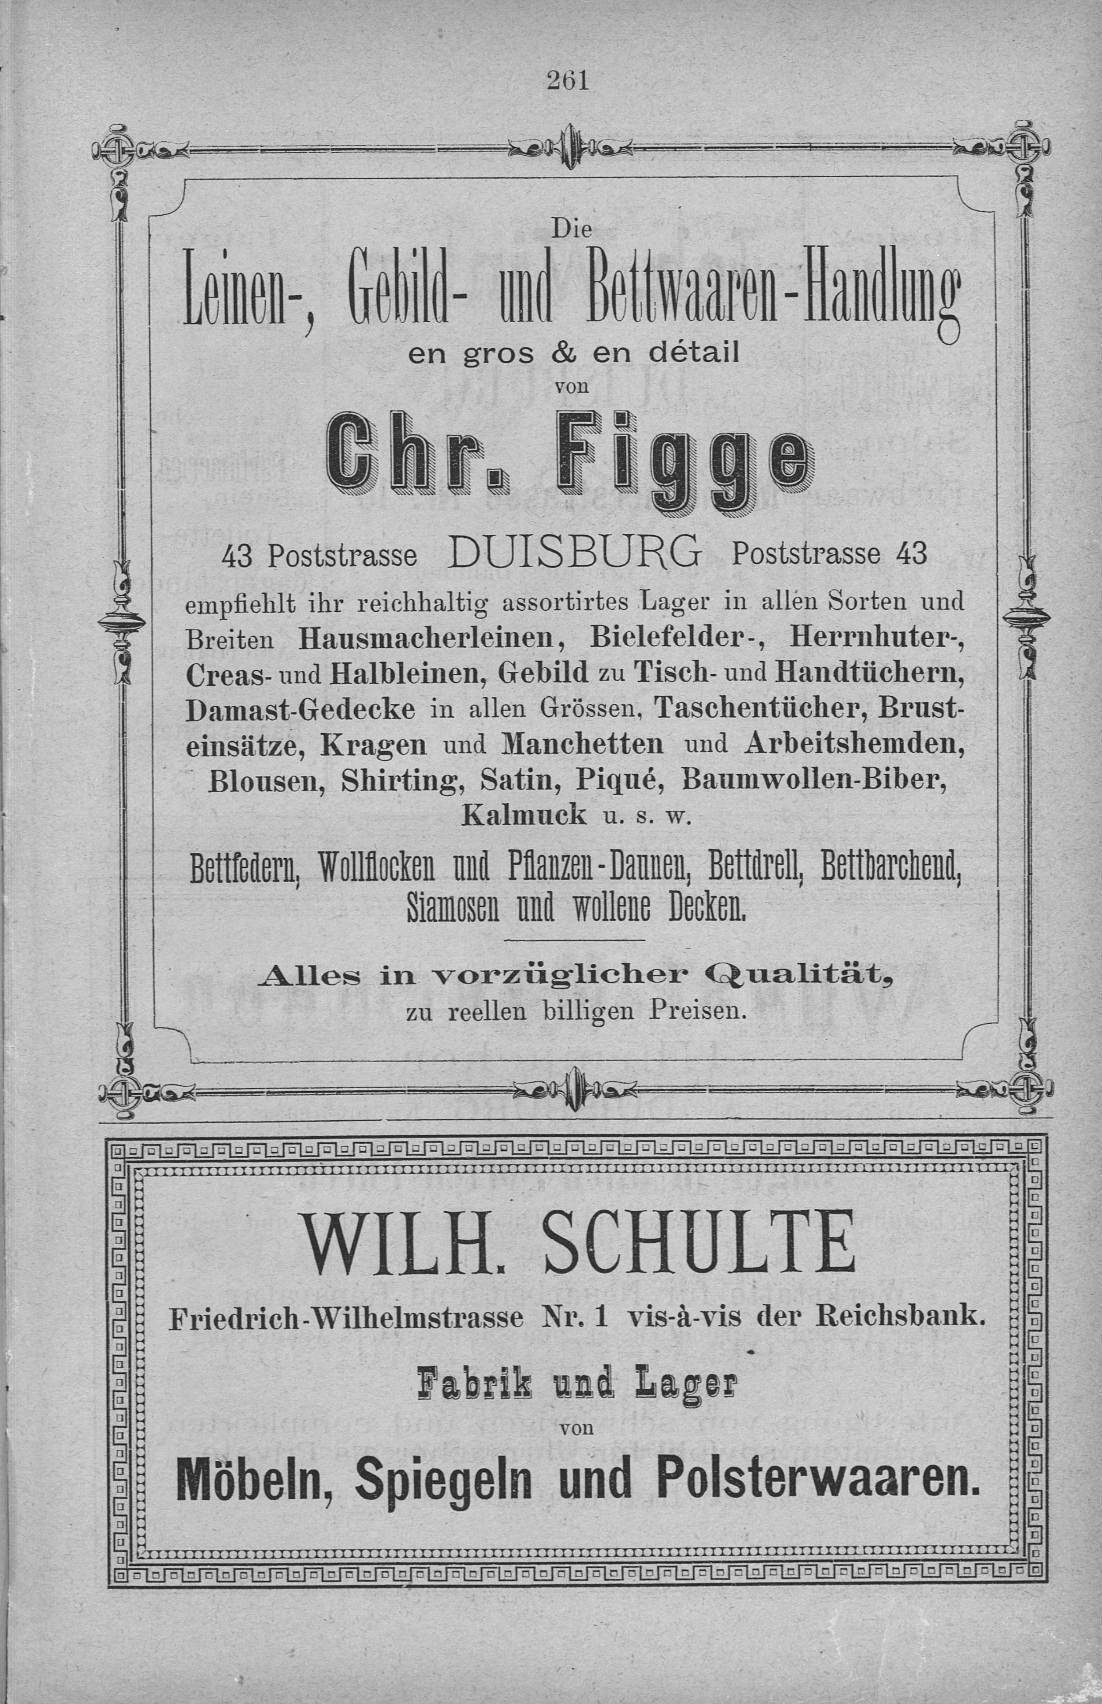 261
Die
Leinen-, Gebild- und Bettwaaren-Handlung
en gros & en détail
von
Chr. Figge
43 Poststrasse DUISBURG Poststrasse 43
empfiehlt ihr reichhaltig assortirtes Lager in allen Sorten und
Breiten Hausmacherleinen, Bielefelder-, Herrnhuter-,
Creas- und Halbleinen, Gebild zu Tisch- und Handtüchern,
Damast-Gedecke in allen Grössen, Taschentücher, Brust-
einsätze, Kragen und Manchetten und Arbeitshemden,
Blousen, Shirting, Satin, Piqué, Baumwollen-Biber,
Kalmuck u. s. w.
Bettfedern, Wollflocken und Pflanzen-Daunen, Bettdrell, Bettbarchend,
Siamosen und wollene Decken.
Alles in vorzüglicher Qualität,
zu reellen billigen Preisen.
WILH. SCHULTE
Friedrich-Wilhelmstrasse Nr. 1 vis-à-vis der Reichsbank.
Fabrik und Lager
von
Möbeln, Spiegeln und Polsterwaaren.